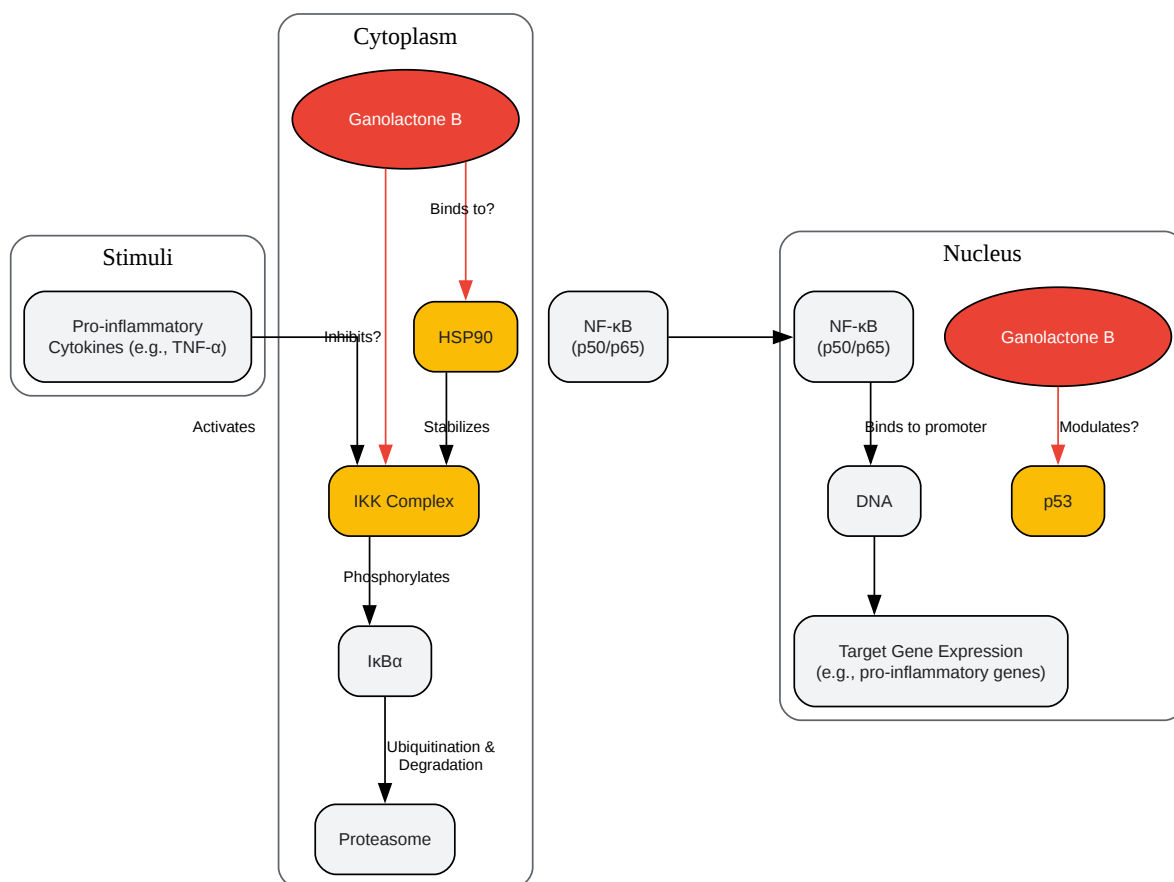 Cytoplasm
Ganolactone B
Binds to?
Stimuli
Pro-inflammatory
Cytokines (e.g., TNF-α)
Inhibits?
HSP90
NF-κB
(p50/p65)
Nucleus
NF-κB
(p50/p65)
Ganolactone B
Activates
Stabilizes
Binds to promoter
Modulates?
IKK Complex
DNA
p53
Phosphorylates
IκBα
Target Gene Expression
(e.g., pro-inflammatory genes)
Ubiquitination &
Degradation
Proteasome